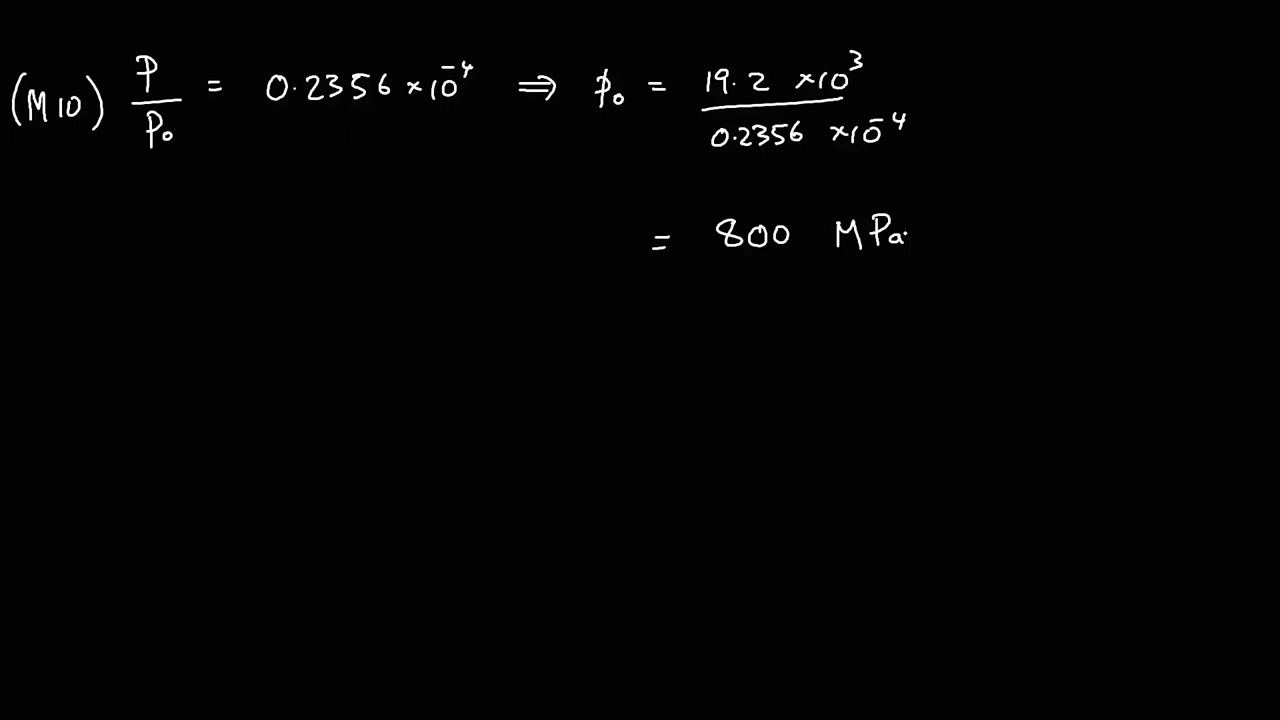 (M10) P/P₀ = 0.2356 ×10⁻⁴ ⇒ p₀ = 19.2 ×10³ / 0.2356 ×10⁻⁴
= 800 MPa.